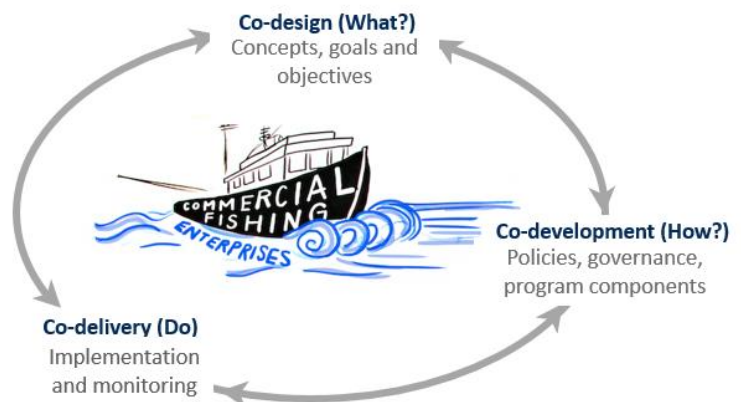 Co-design (What?)
Concepts, goals and
objectives
COMMERCIAL
FISHING
ENTERPRISES
Co-development (How?)
Policies, governance,
program components
Co-delivery (Do)
Implementation
and monitoring